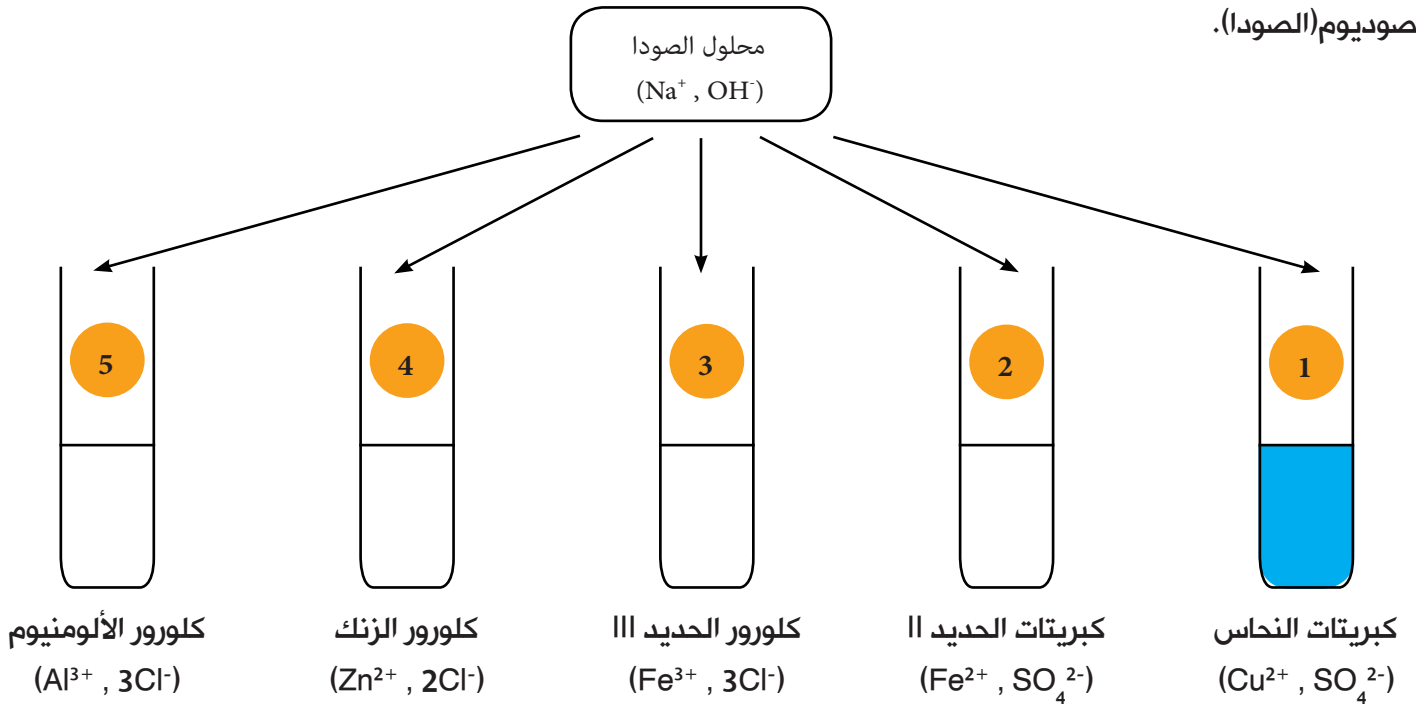 صوديوم(الصودا).
محلول الصودا
(Na⁺ , OH⁻)
1
2
3
4
5
كبريتات النحاس
كبريتات الحديد II
كلورور الحديد III
كلورور الزنك
كلورور الألومنيوم
(Cu²⁺ , SO₄²⁻)
(Fe²⁺ , SO₄²⁻)
(Fe³⁺ , 3Cl⁻)
(Zn²⁺ , 2Cl⁻)
(Al³⁺ , 3Cl⁻)